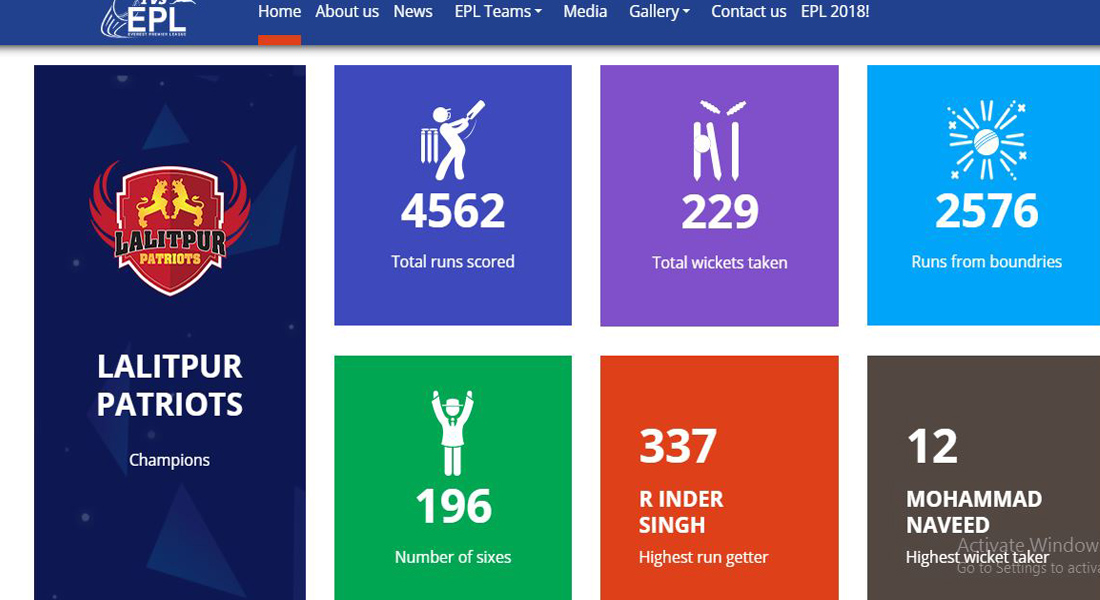 TVS
EPL
EVEREST PREMIER LEAGUE
Home About us News EPL Teams Media Gallery Contact us EPL 2018!
LALITPUR
PATRIOTS
LALITPUR
PATRIOTS
Champions
4562
Total runs scored
229
Total wickets taken
2576
Runs from boundries
196
Number of sixes
337
R INDER
SINGH
Highest run getter
12
MOHAMMAD
NAVEED
Highest wicket taker
Activate Window
Go to Settings to activa